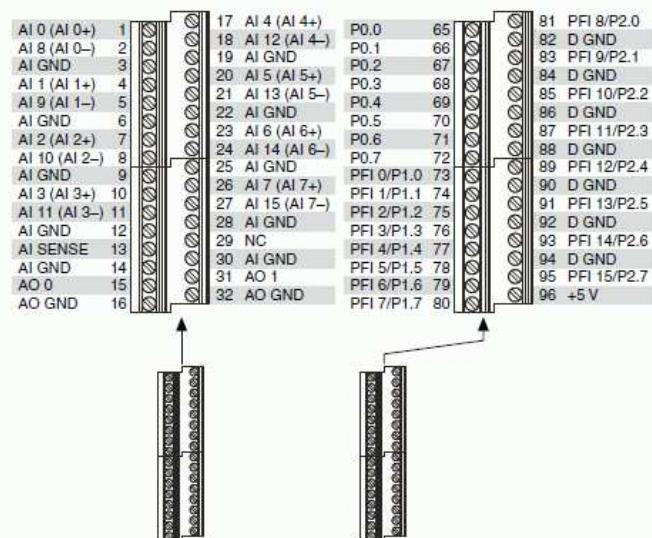 AI 0 (AI 0+) 1
AI 8 (AI 0–) 2
AI GND 3
AI 1 (AI 1+) 4
AI 9 (AI 1–) 5
AI GND 6
AI 2 (AI 2+) 7
AI 10 (AI 2–) 8
AI GND 9
AI 3 (AI 3+) 10
AI 11 (AI 3–) 11
AI GND 12
AI SENSE 13
AI GND 14
AO 0 15
AO GND 16
17 AI 4 (AI 4+)
18 AI 12 (AI 4–)
19 AI GND
20 AI 5 (AI 5+)
21 AI 13 (AI 5–)
22 AI GND
23 AI 6 (AI 6+)
24 AI 14 (AI 6–)
25 AI GND
26 AI 7 (AI 7+)
27 AI 15 (AI 7–)
28 AI GND
29 NC
30 AI GND
31 AO 1
32 AO GND
P0.0 65
P0.1 66
P0.2 67
P0.3 68
P0.4 69
P0.5 70
P0.6 71
P0.7 72
PFI 0/P1.0 73
PFI 1/P1.1 74
PFI 2/P1.2 75
PFI 3/P1.3 76
PFI 4/P1.4 77
PFI 5/P1.5 78
PFI 6/P1.6 79
PFI 7/P1.7 80
81 PFI 8/P2.0
82 D GND
83 PFI 9/P2.1
84 D GND
85 PFI 10/P2.2
86 D GND
87 PFI 11/P2.3
88 D GND
89 PFI 12/P2.4
90 D GND
91 PFI 13/P2.5
92 D GND
93 PFI 14/P2.6
94 D GND
95 PFI 15/P2.7
96 +5 V